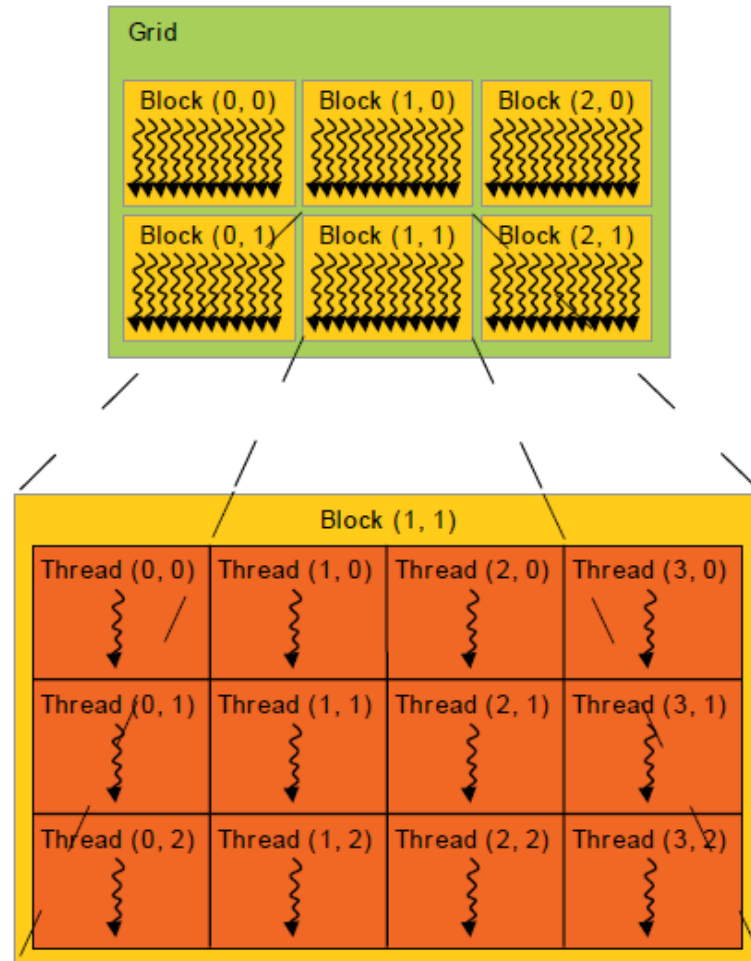 Grid
Block (0, 0) Block (1, 0) Block (2, 0)
Block (0, 1) Block (1, 1) Block (2, 1)
Block (1, 1)
Thread (0, 0) Thread (1, 0) Thread (2, 0) Thread (3, 0)
Thread (0, 1) Thread (1, 1) Thread (2, 1) Thread (3, 1)
Thread (0, 2) Thread (1, 2) Thread (2, 2) Thread (3, 2)